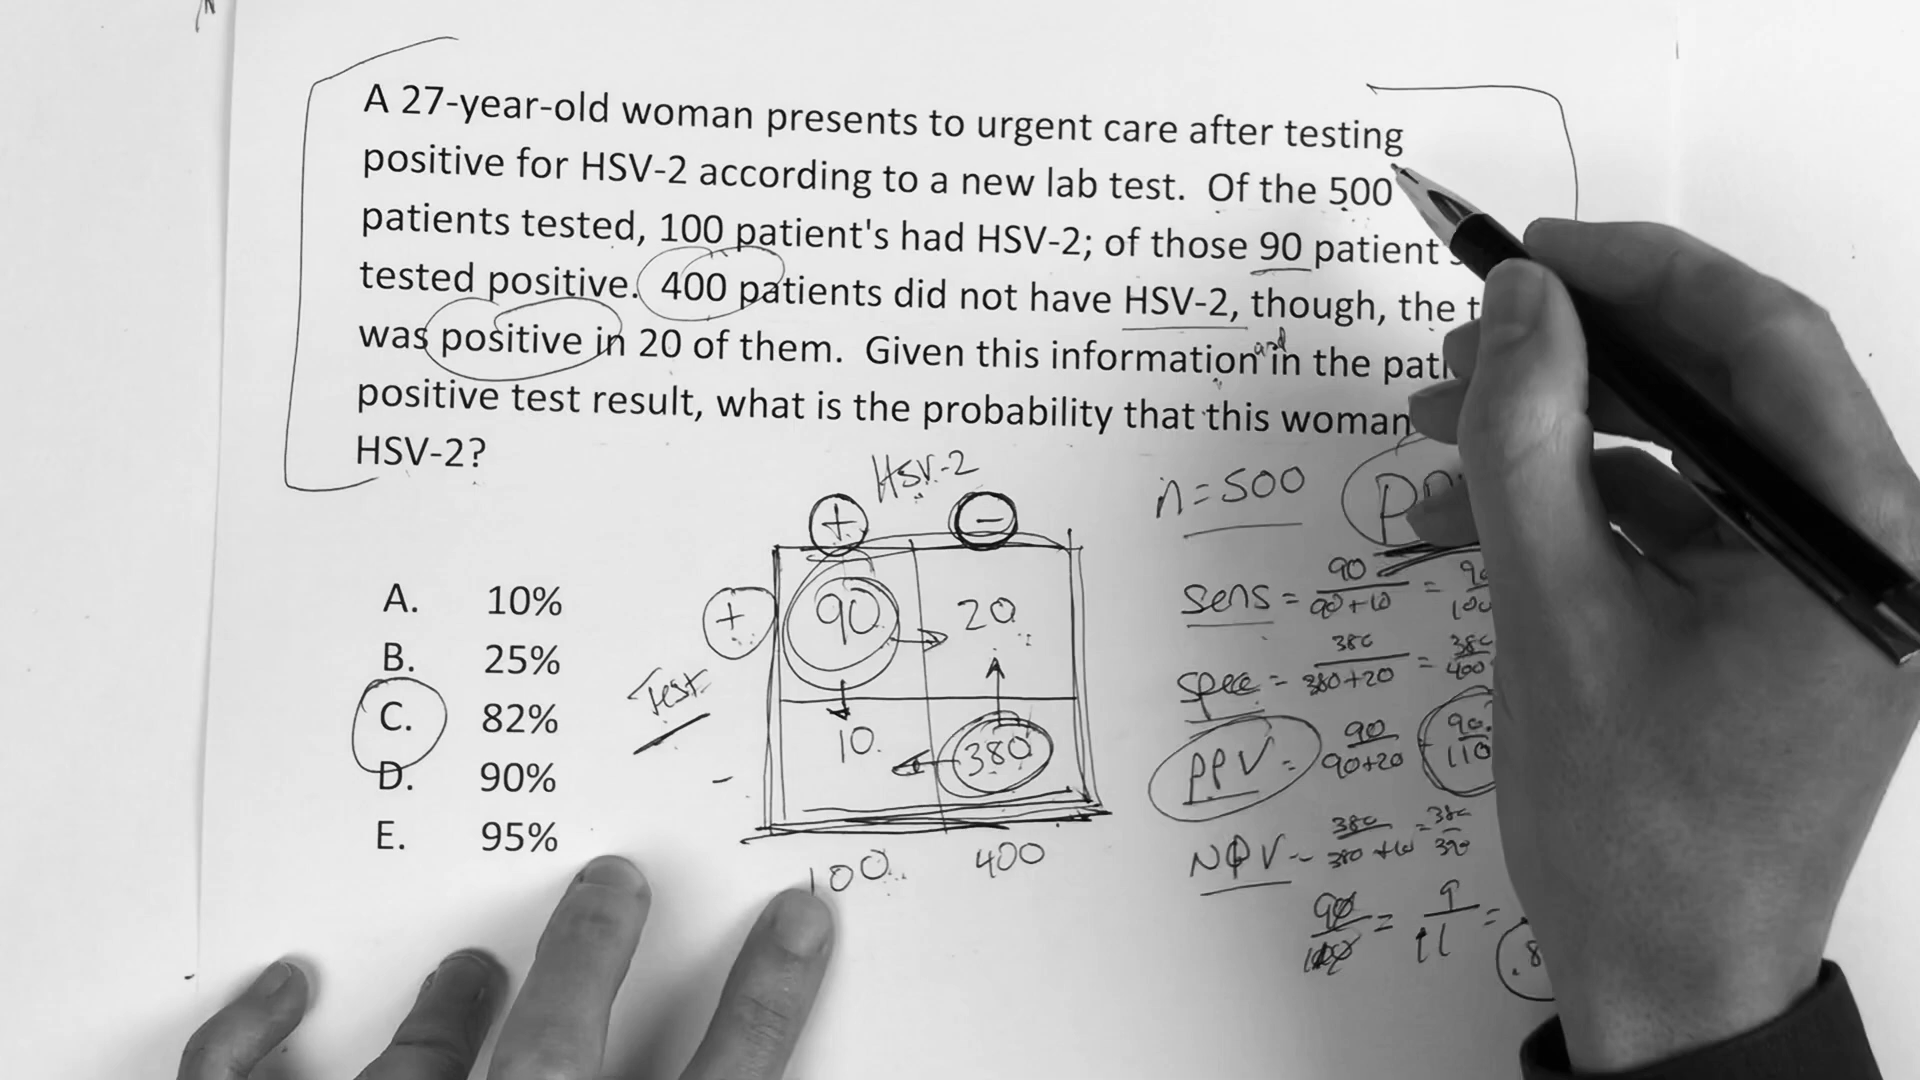 A 27-year-old woman presents to urgent care after testing
positive for HSV-2 according to a new lab test. Of the 500
patients tested, 100 patient's had HSV-2; of those 90 patient
tested positive. 400 patients did not have HSV-2, though, the t
was positive in 20 of them. Given this information and in the pati
positive test result, what is the probability that this woman
HSV-2?
A. 10%
B. 25%
C. 82%
D. 90%
E. 95%
HSV-2
+ −
Test
+ 90 20
− 10 380
100 400
n=500
sens = 90/90+10 =
spec = 380/380+20 = 380/400
PPV = 90/90+20 = 90/110
NPV = 380/380+10 = 380/390
90/110 = 9/11 = .8